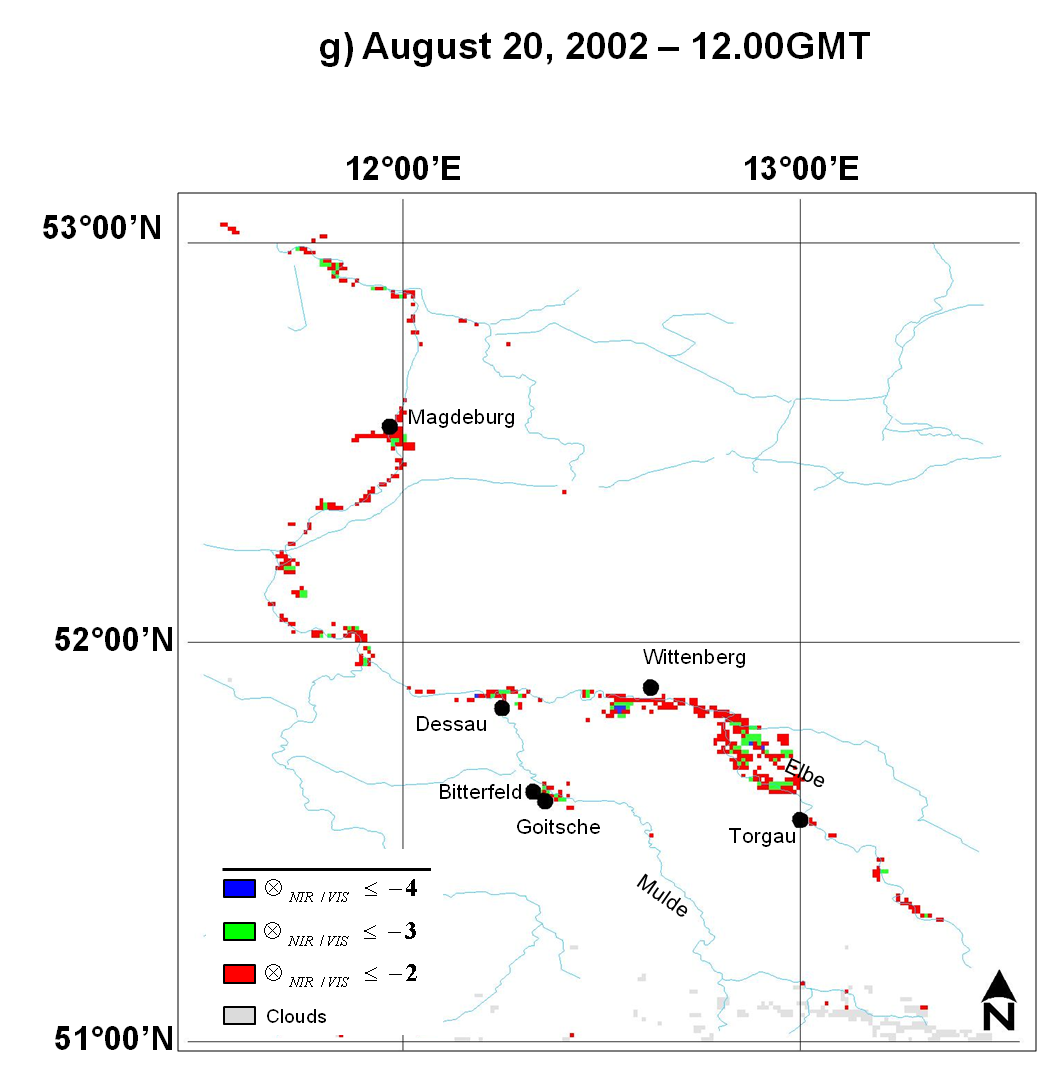 g) August 20, 2002 – 12.00GMT
12°00’E
13°00’E
53°00’N
Magdeburg
52°00’N
Wittenberg
Dessau
Elbe
Bitterfeld
Goitsche
Torgau
Mulde
⊗ NIR / VIS ≤ −4
⊗ NIR / VIS ≤ −3
⊗ NIR / VIS ≤ −2
Clouds
N
51°00’N